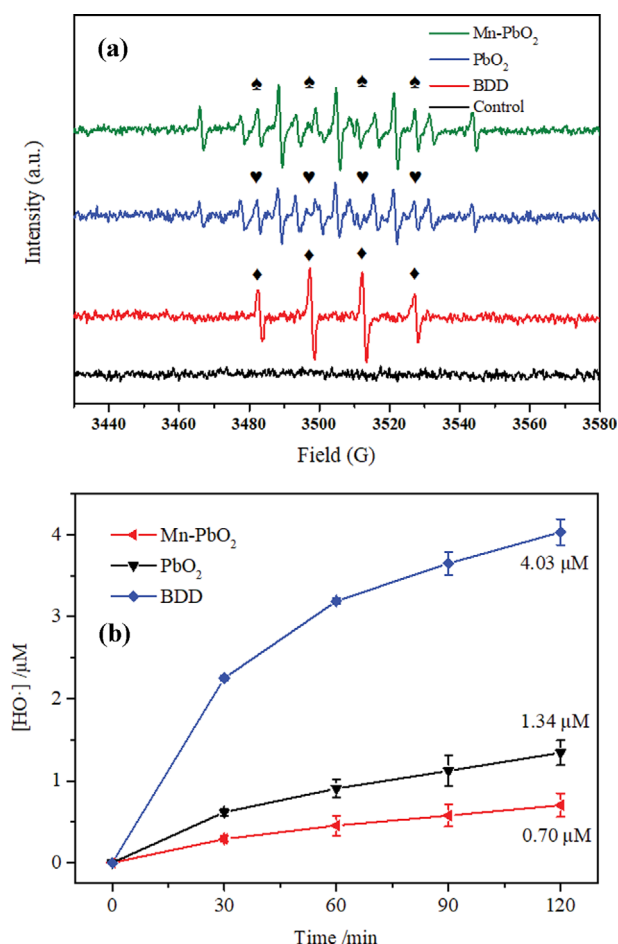 (a)
Mn-PbO₂
PbO₂
BDD
Control
♠ ♠ ♠ ♠
♥ ♥ ♥ ♥
♦ ♦ ♦ ♦
Intensity (a.u.)
3440 3460 3480 3500 3520 3540 3560 3580
Field (G)
Mn-PbO₂
PbO₂
BDD
(b)
4.03 μM
1.34 μM
0.70 μM
[HO·] /μM
4
3
2
1
0
0 30 60 90 120
Time /min